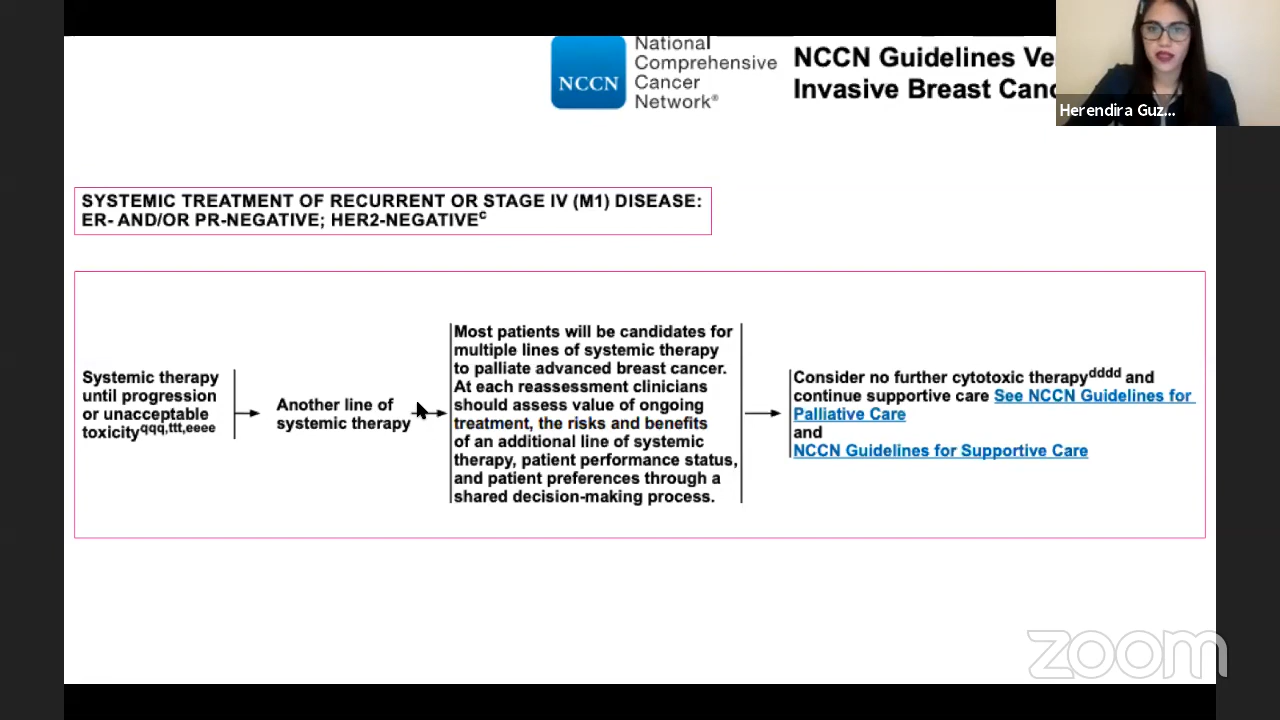 National
Comprehensive
Cancer
Network®
NCCN
NCCN Guidelines Ve
Invasive Breast Canc
Herendira Guz...
SYSTEMIC TREATMENT OF RECURRENT OR STAGE IV (M1) DISEASE:
ER- AND/OR PR-NEGATIVE; HER2-NEGATIVEᶜ
Systemic therapy
until progression
or unacceptable
toxicityqqq,ttt,eeee
Another line of
systemic therapy
Most patients will be candidates for
multiple lines of systemic therapy
to palliate advanced breast cancer.
At each reassessment clinicians
should assess value of ongoing
treatment, the risks and benefits
of an additional line of systemic
therapy, patient performance status,
and patient preferences through a
shared decision-making process.
Consider no further cytotoxic therapydddd and
continue supportive care See NCCN Guidelines for
Palliative Care
and
NCCN Guidelines for Supportive Care
zoom